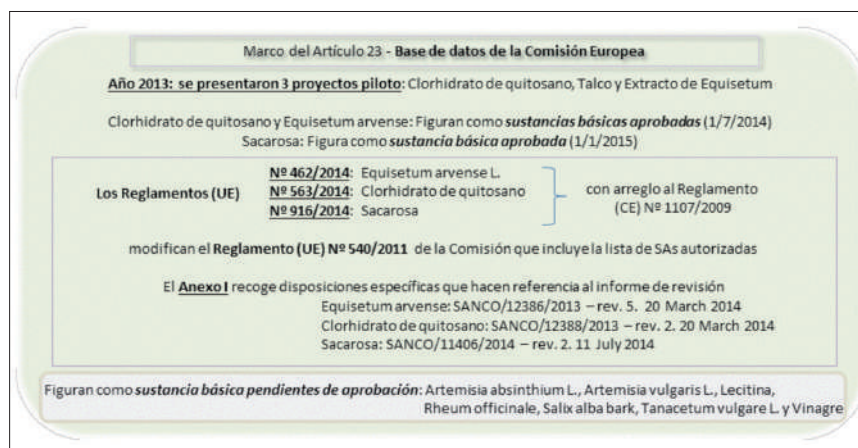 Marco del Artículo 23 - Base de datos de la Comisión Europea
Año 2013: se presentaron 3 proyectos piloto: Clorhidrato de quitosano, Talco y Extracto de Equisetum
Clorhidrato de quitosano y Equisetum arvense: Figuran como sustancias básicas aprobadas (1/7/2014)
Sacarosa: Figura como sustancia básica aprobada (1/1/2015)
Los Reglamentos (UE)
Nº 462/2014: Equisetum arvense L.
Nº 563/2014: Clorhidrato de quitosano
Nº 916/2014: Sacarosa
con arreglo al Reglamento
(CE) Nº 1107/2009
modifican el Reglamento (UE) Nº 540/2011 de la Comisión que incluye la lista de SAs autorizadas
El Anexo I recoge disposiciones específicas que hacen referencia al informe de revisión
Equisetum arvense: SANCO/12386/2013 – rev. 5. 20 March 2014
Clorhidrato de quitosano: SANCO/12388/2013 – rev. 2. 20 March 2014
Sacarosa: SANCO/11406/2014 – rev. 2. 11 July 2014
Figuran como sustancia básica pendientes de aprobación: Artemisia absinthium L., Artemisia vulgaris L., Lecitina,
Rheum officinale, Salix alba bark, Tanacetum vulgare L. y Vinagre